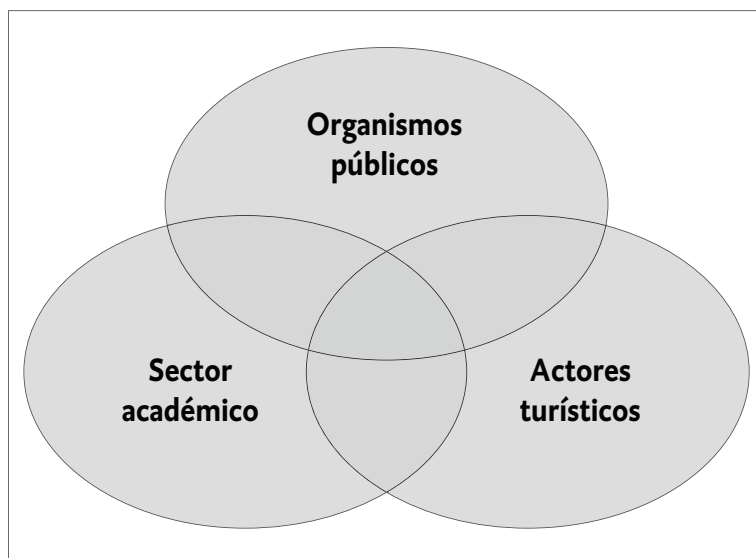 Organismos
públicos
Sector
académico
Actores
turísticos